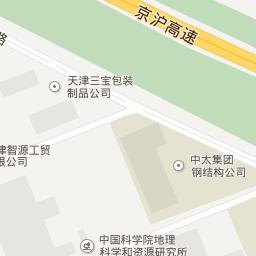 京沪高速
路
天津三宝包装
制品公司
津智源工贸
限公司
中太集团
钢结构公司
中国科学院地理
科学和资源研究所